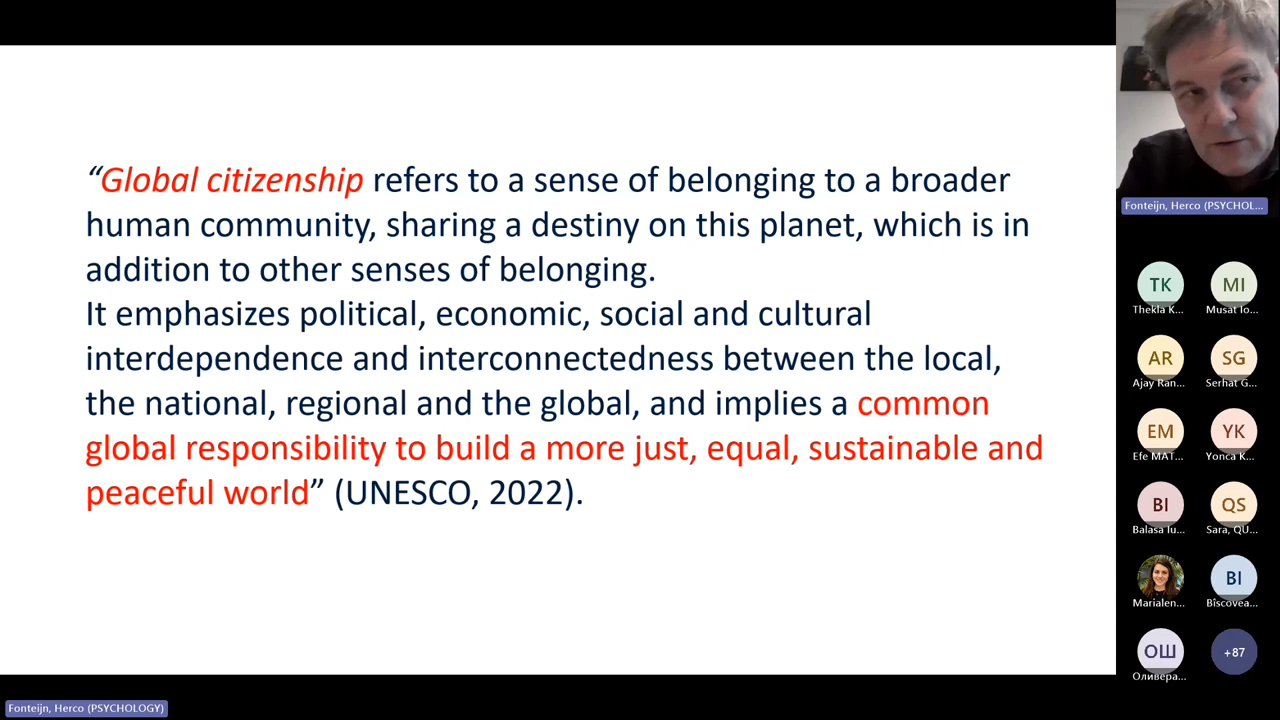 “Global citizenship refers to a sense of belonging to a broader
human community, sharing a destiny on this planet, which is in
addition to other senses of belonging.
It emphasizes political, economic, social and cultural
interdependence and interconnectedness between the local,
the national, regional and the global, and implies a common
global responsibility to build a more just, equal, sustainable and
peaceful world” (UNESCO, 2022).
Fonteijn, Herco (PSYCHOL...
TK MI
Thekla K... Musat Io...
AR SG
Ajay Ran... Serhat G...
EM YK
Efe MAT... Yonca K...
BI QS
Balasa Iu... Sara, QU...
BI
Marialen... Bîscovea...
ОШ +87
Оливера...
Fonteijn, Herco (PSYCHOLOGY)